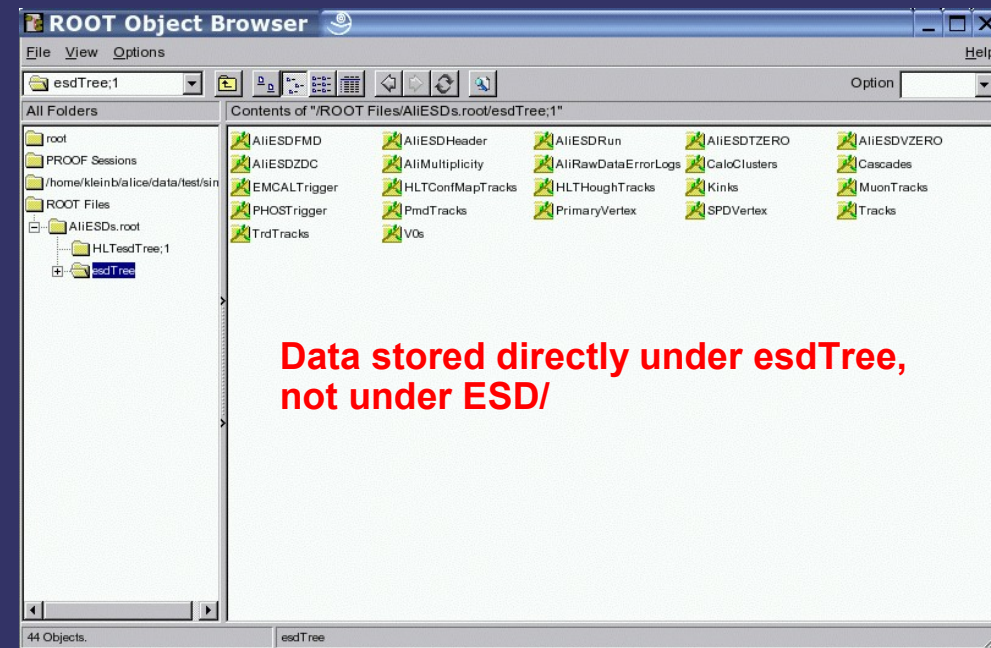 ROOT Object Browser
File View Options Help
esdTree;1 Option
All Folders Contents of "/ROOT Files/AliESDs.root/esdTree;1"
root
PROOF Sessions
/home/kleinb/alice/data/test/sin
ROOT Files
AliESDs.root
HLTesdTree;1
esdTree
AliESDFMD AliESDHeader AliESDRun AliESDTZERO AliESDVZERO
AliESDZDC AliMultiplicity AliRawDataErrorLogs CaloClusters Cascades
EMCALTrigger HLTConfMapTracks HLTHoughTracks Kinks MuonTracks
PHOSTrigger PmdTracks PrimaryVertex SPDVertex Tracks
TrdTracks V0s
Data stored directly under esdTree,
not under ESD/
44 Objects. esdTree